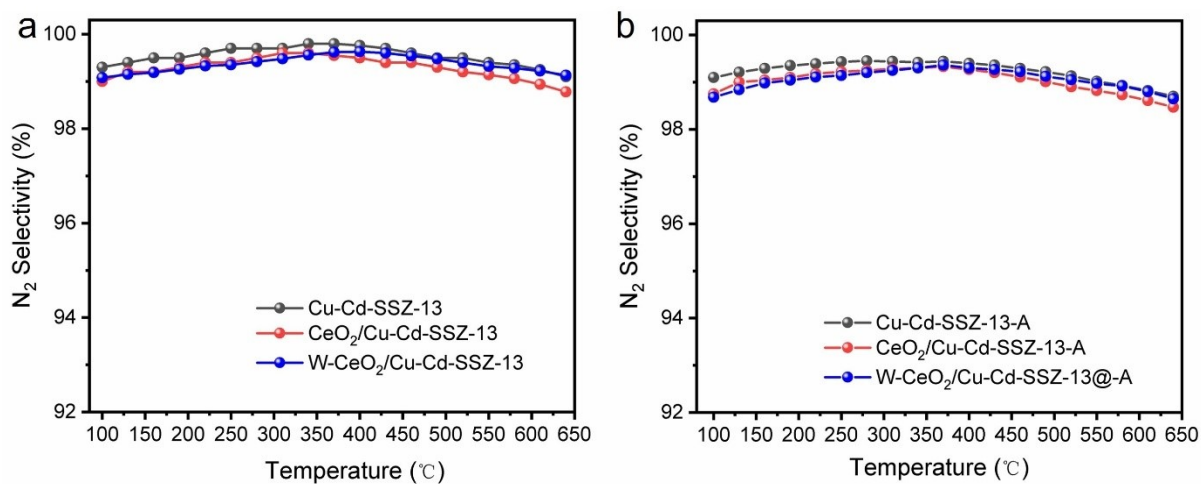 a
100
98
96
94
92
N₂ Selectivity (%)
Cu-Cd-SSZ-13
CeO₂/Cu-Cd-SSZ-13
W-CeO₂/Cu-Cd-SSZ-13
100 150 200 250 300 350 400 450 500 550 600 650
Temperature (℃)
b
100
98
96
94
92
N₂ Selectivity (%)
Cu-Cd-SSZ-13-A
CeO₂/Cu-Cd-SSZ-13-A
W-CeO₂/Cu-Cd-SSZ-13@-A
100 150 200 250 300 350 400 450 500 550 600 650
Temperature (℃)